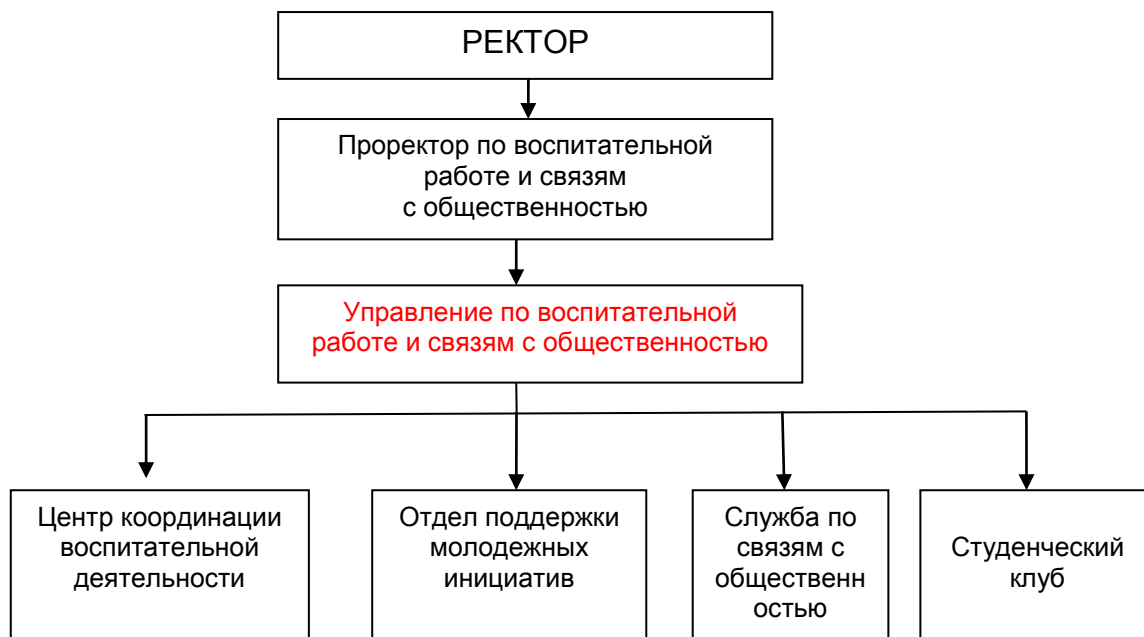 РЕКТОР
Проректор по воспитательной
работе и связям
с общественностью
Управление по воспитательной
работе и связям с общественностью
Центр координации
воспитательной
деятельности
Отдел поддержки
молодежных
инициатив
Служба по
связям с
общественн
остью
Студенческий
клуб